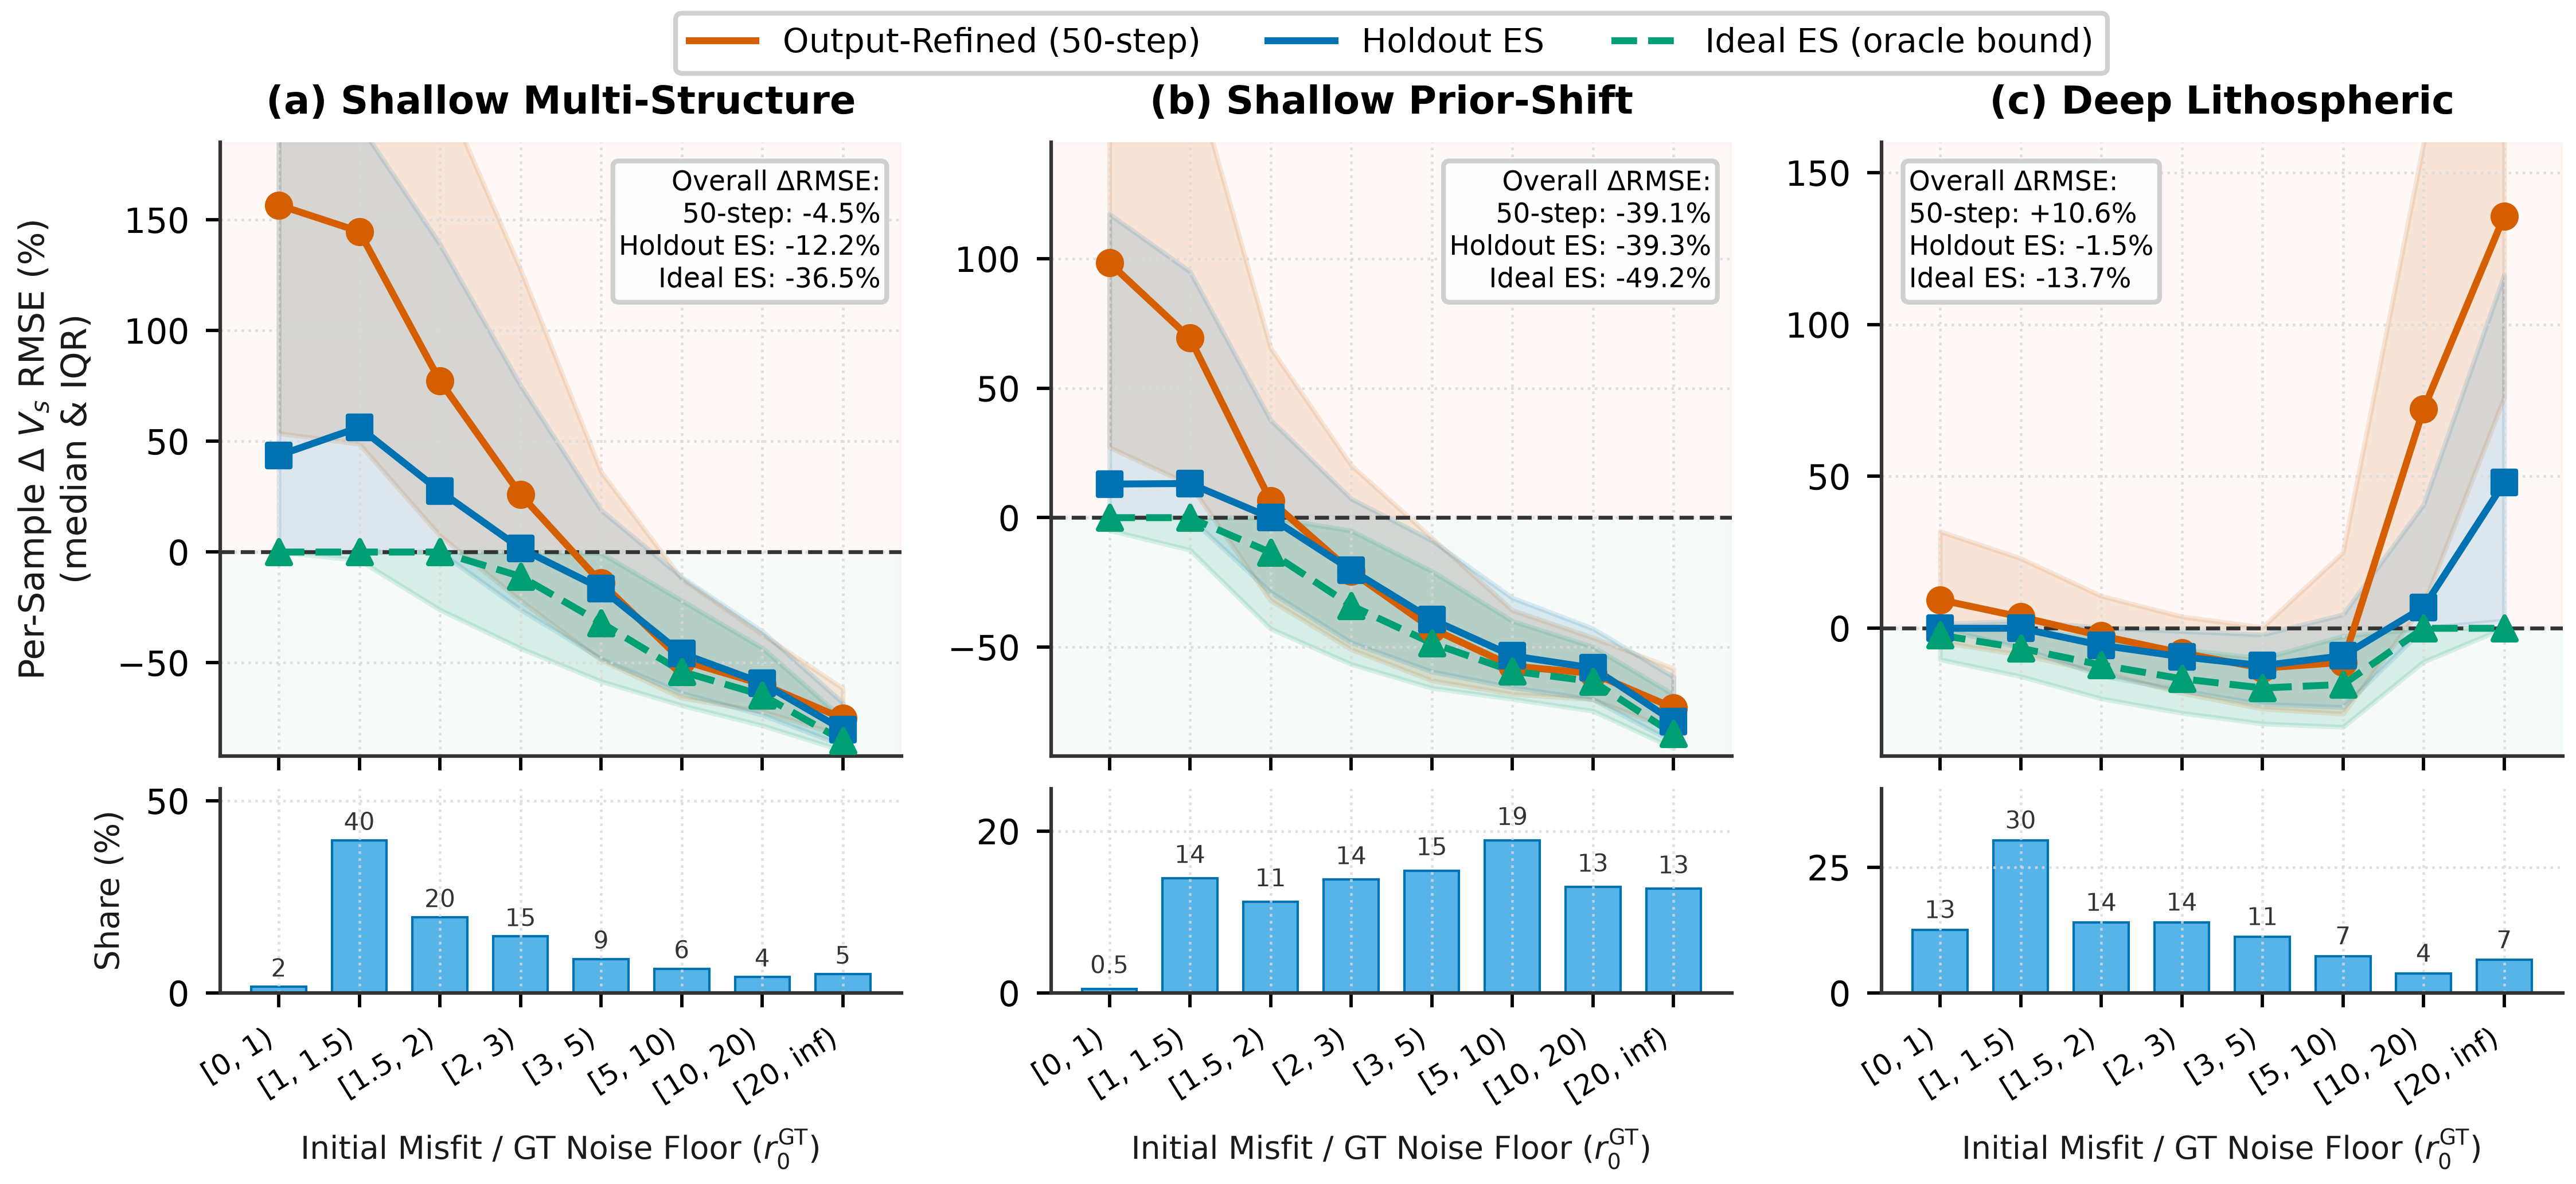 Output-Refined (50-step) Holdout ES Ideal ES (oracle bound)
(a) Shallow Multi-Structure
(b) Shallow Prior-Shift
(c) Deep Lithospheric
Per-Sample Δ Vs RMSE (%)
(median & IQR)
150
100
50
0
−50
Overall ΔRMSE:
50-step: -4.5%
Holdout ES: -12.2%
Ideal ES: -36.5%
100
50
0
−50
Overall ΔRMSE:
50-step: -39.1%
Holdout ES: -39.3%
Ideal ES: -49.2%
150
100
50
0
Overall ΔRMSE:
50-step: +10.6%
Holdout ES: -1.5%
Ideal ES: -13.7%
Share (%)
50
0
2 40 20 15 9 6 4 5
20
0
0.5 14 11 14 15 19 13 13
25
0
13 30 14 14 11 7 4 7
[0, 1) [1, 1.5) [1.5, 2) [2, 3) [3, 5) [5, 10) [10, 20) [20, inf)
[0, 1) [1, 1.5) [1.5, 2) [2, 3) [3, 5) [5, 10) [10, 20) [20, inf)
[0, 1) [1, 1.5) [1.5, 2) [2, 3) [3, 5) [5, 10) [10, 20) [20, inf)
Initial Misfit / GT Noise Floor (r0GT)
Initial Misfit / GT Noise Floor (r0GT)
Initial Misfit / GT Noise Floor (r0GT)